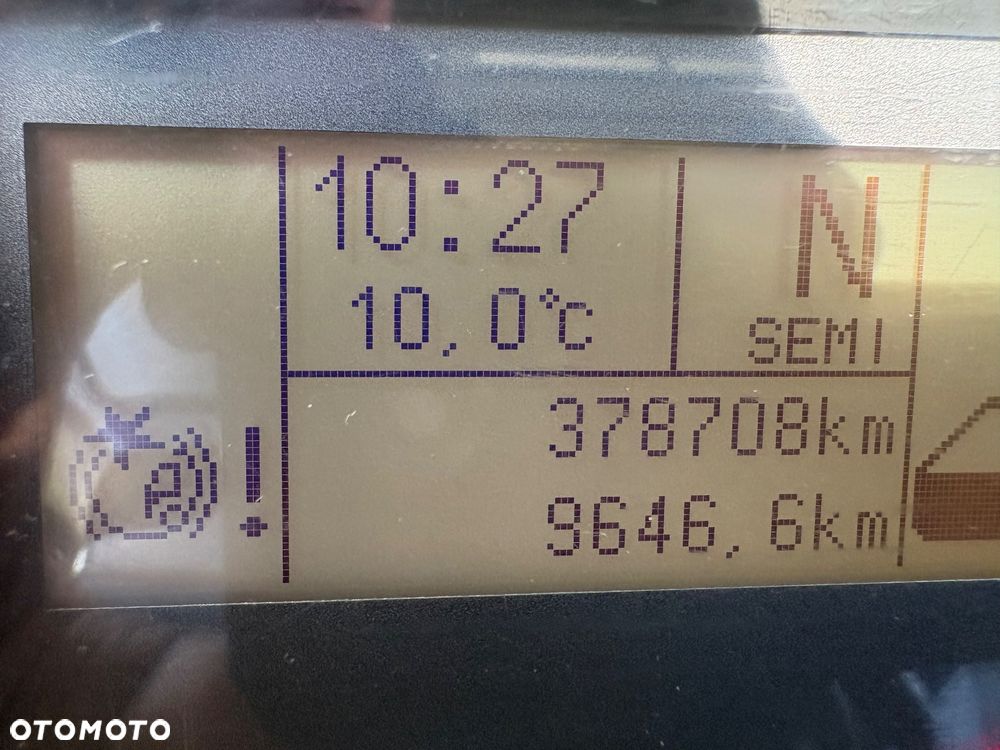 10:27
N
10,0°c
SEMI
378708km
9646,6km
!
OTOMOTO